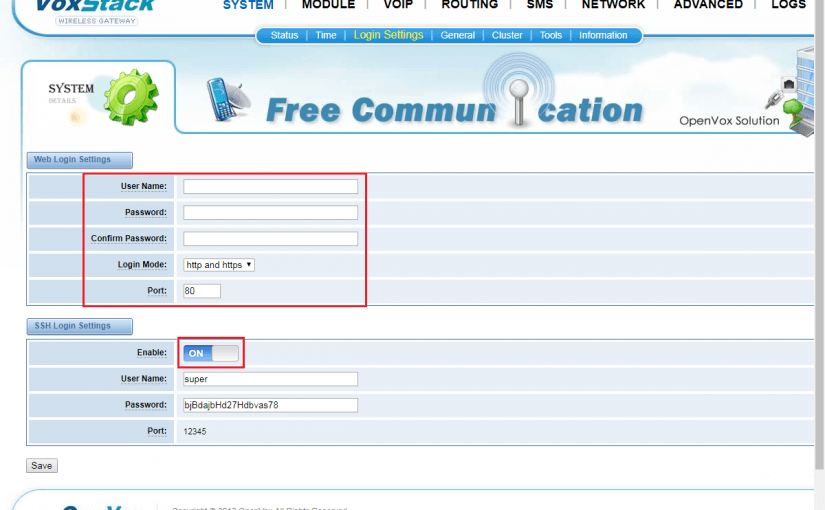 VoxStack
WIRELESS GATEWAY
SYSTEM | MODULE | VOIP | ROUTING | SMS | NETWORK | ADVANCED | LOGS
Status | Time | Login Settings | General | Cluster | Tools | Information
SYSTEM
DETAILS
Free Commun cation
OpenVox Solution
Web Login Settings
User Name:
Password:
Confirm Password:
Login Mode: http and https
Port: 80
SSH Login Settings
Enable: ON
User Name: super
Password: bjBdajbHd27Hdbvas78
Port: 12345
Save